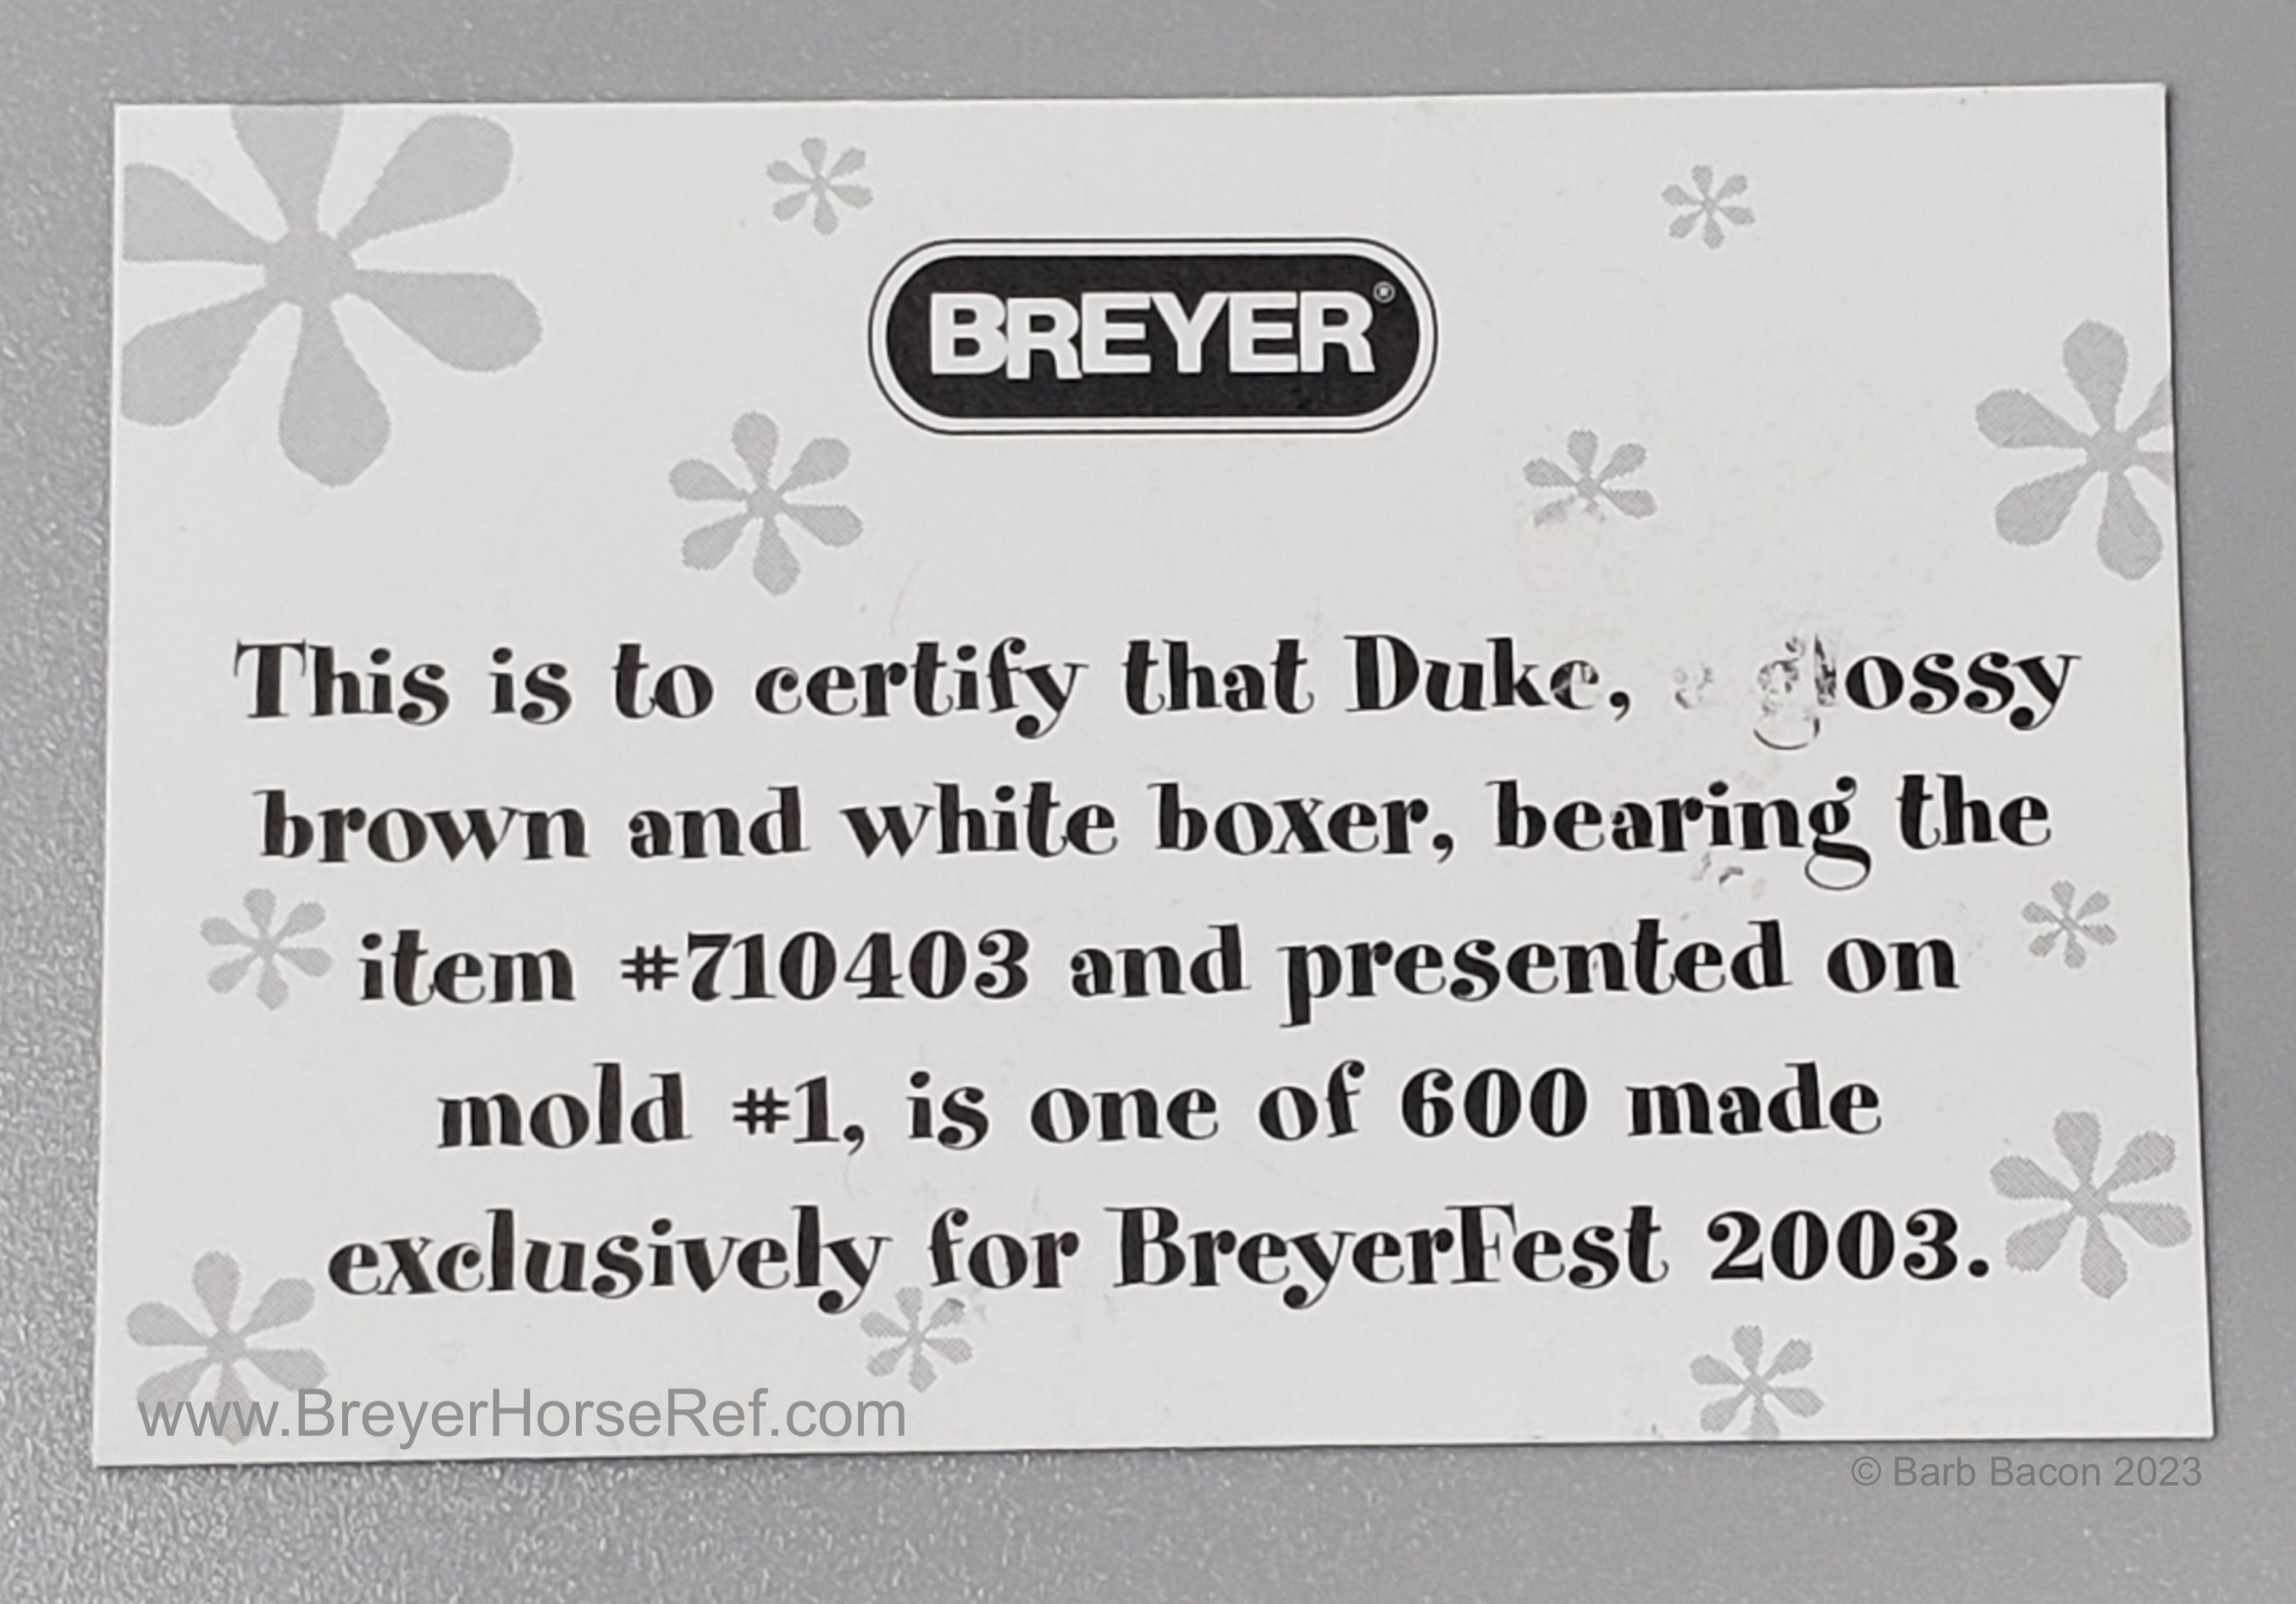 BREYER®
This is to certify that Duke, a glossy
brown and white boxer, bearing the
item #710403 and presented on
mold #1, is one of 600 made
exclusively for BreyerFest 2003.
www.BreyerHorseRef.com
© Barb Bacon 2023